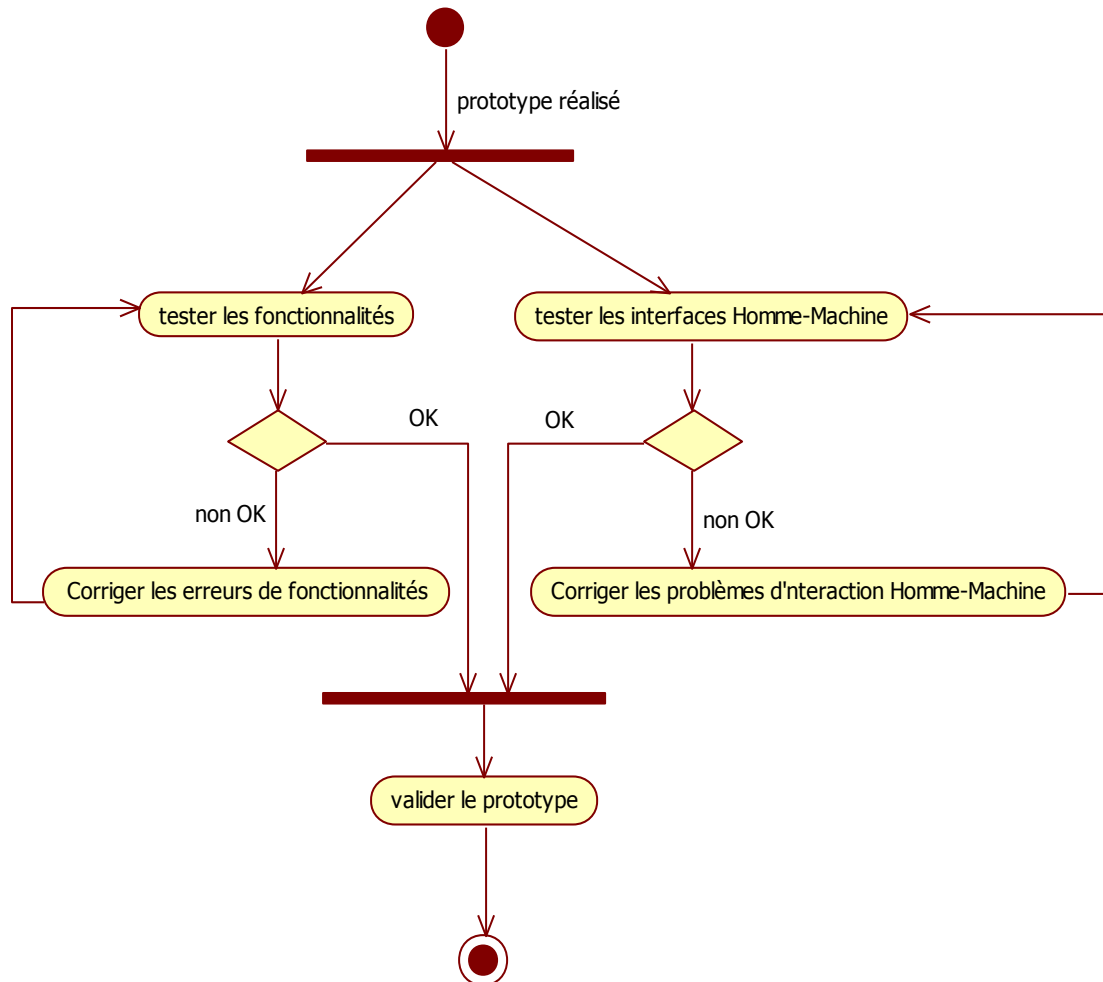 prototype réalisé
tester les fonctionnalités
tester les interfaces Homme-Machine
OK
OK
non OK
non OK
Corriger les erreurs de fonctionnalités
Corriger les problèmes d'nteraction Homme-Machine
valider le prototype